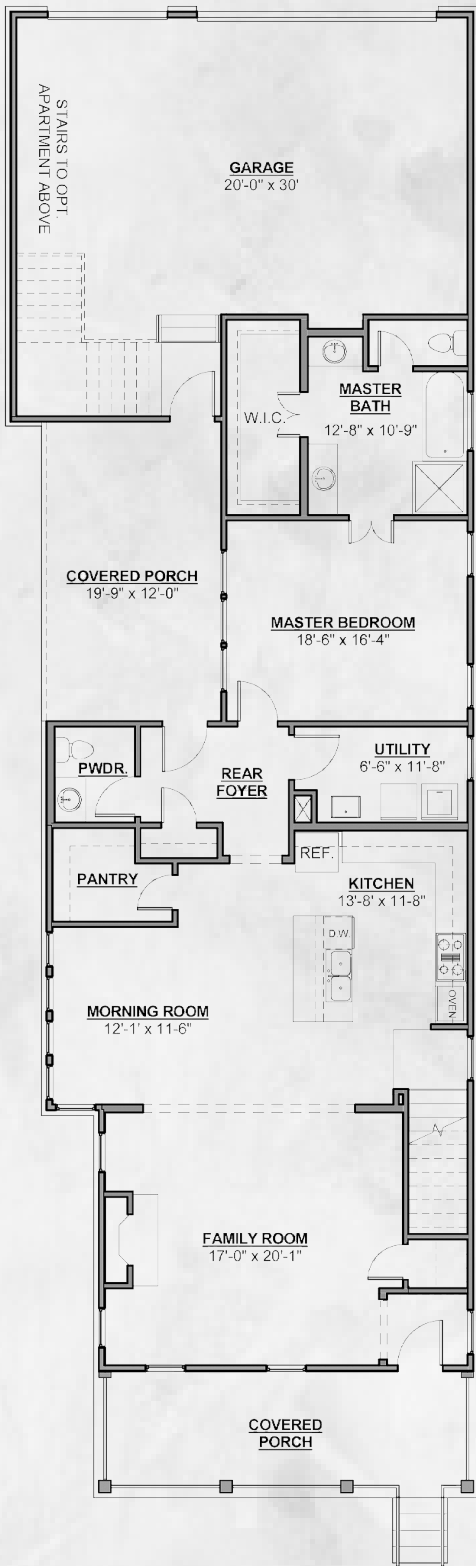 STAIRS TO OPT.
APARTMENT ABOVE
GARAGE
20'-0" x 30'
MASTER
BATH
12'-8" x 10'-9"
W.I.C.
COVERED PORCH
19'-9" x 12'-0"
MASTER BEDROOM
18'-6" x 16'-4"
PWDR.
REAR
FOYER
UTILITY
6'-6" x 11'-8"
PANTRY
REF.
KITCHEN
13'-8' x 11'-8"
D.W.
OVEN
MORNING ROOM
12'-1' x 11'-6"
FAMILY ROOM
17'-0" x 20'-1"
COVERED
PORCH